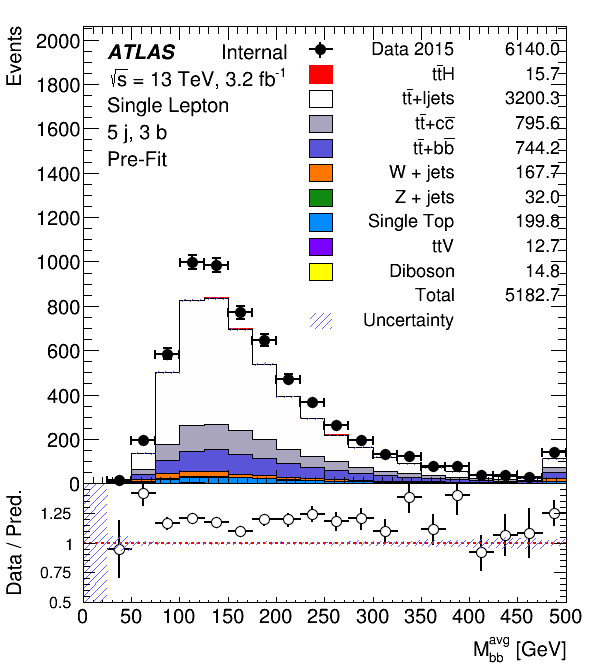 Events
2000
1800
1600
1400
1200
1000
800
600
400
200
0
ATLAS Internal
√s = 13 TeV, 3.2 fb⁻¹
Single Lepton
5 j, 3 b
Pre-Fit
Data 2015 6140.0
tt̄H 15.7
tt̄+ljets 3200.3
tt̄+cc̄ 795.6
tt̄+bb̄ 744.2
W + jets 167.7
Z + jets 32.0
Single Top 199.8
ttV 12.7
Diboson 14.8
Total 5182.7
Uncertainty
Data / Pred.
1.25
1
0.75
0.5
0 50 100 150 200 250 300 350 400 450 500
M_bb^avg [GeV]